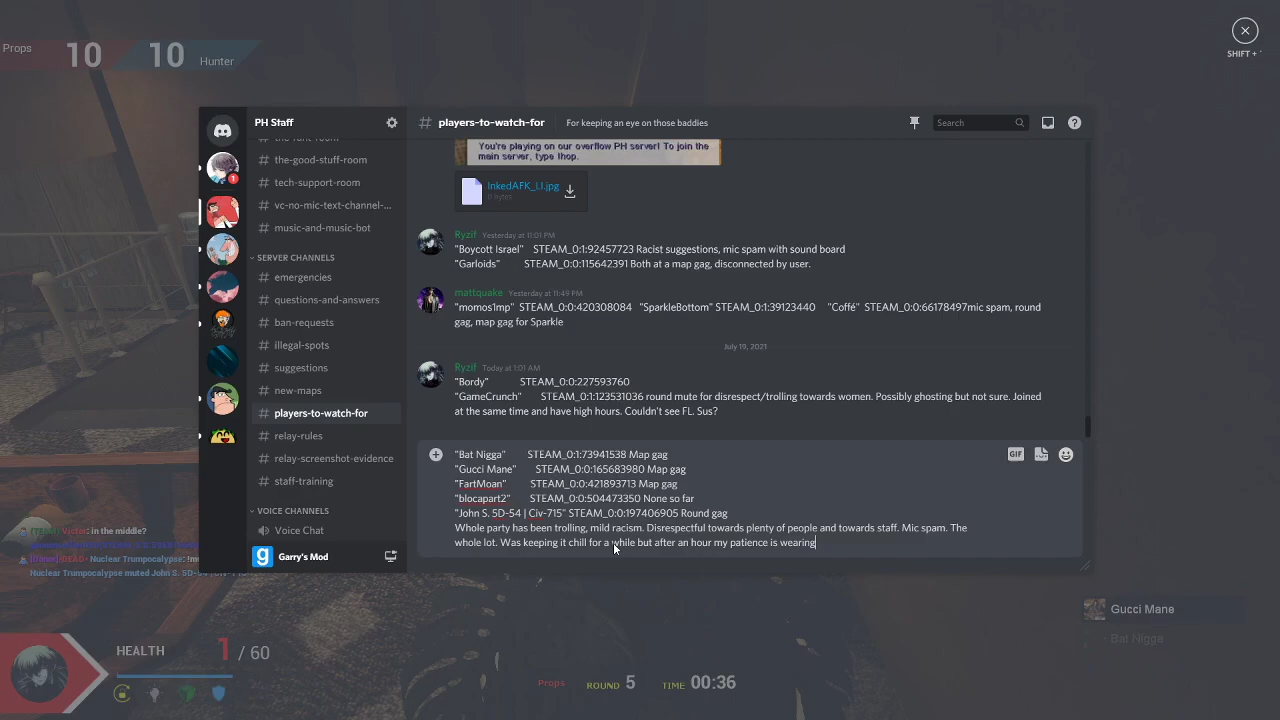 Props 10 10 Hunter
SHIFT + `
PH Staff
the-good-stuff-room
tech-support-room
vc-no-mic-text-channel-...
music-and-music-bot
SERVER CHANNELS
emergencies
questions-and-answers
ban-requests
illegal-spots
suggestions
new-maps
players-to-watch-for
relay-rules
relay-screenshot-evidence
staff-training
VOICE CHANNELS
Voice Chat
Garry's Mod
1
# players-to-watch-for For keeping an eye on those baddies
Search
You're playing on our overflow PH server! To join the
main server, type !hop.
InkedAFK_LI.jpg
0 bytes
Ryzif Yesterday at 11:01 PM
"Boycott Israel" STEAM_0:1:92457723 Racist suggestions, mic spam with sound board
"Garloids" STEAM_0:0:115642391 Both at a map gag, disconnected by user.
mattquake Yesterday at 11:49 PM
"momos1mp" STEAM_0:0:420308084 "SparkleBottom" STEAM_0:1:39123440 "Coffé" STEAM_0:0:66178497mic spam, round
gag, map gag for Sparkle
July 19, 2021
Ryzif Today at 1:01 AM
"Bordy" STEAM_0:0:227593760
"GameCrunch" STEAM_0:1:123531036 round mute for disrespect/trolling towards women. Possibly ghosting but not sure. Joined
at the same time and have high hours. Couldn't see FL. Sus?
"Bat Nigga" STEAM_0:1:73941538 Map gag
"Gucci Mane" STEAM_0:0:165683980 Map gag
"FartMoan" STEAM_0:0:421893713 Map gag
"blocapart2" STEAM_0:0:504473350 None so far
"John S. 5D-54 | Civ-715" STEAM_0:0:197406905 Round gag
Whole party has been trolling, mild racism. Disrespectful towards plenty of people and towards staff. Mic spam. The
whole lot. Was keeping it chill for a while but after an hour my patience is wearing
GIF
Victor: in the middle?
Nuclear Trumpocalypse: !m
Nuclear Trumpocalypse muted John S. 5D-54
Gucci Mane
Bat Nigga
HEALTH 1 / 60
Props ROUND 5 TIME 00:36